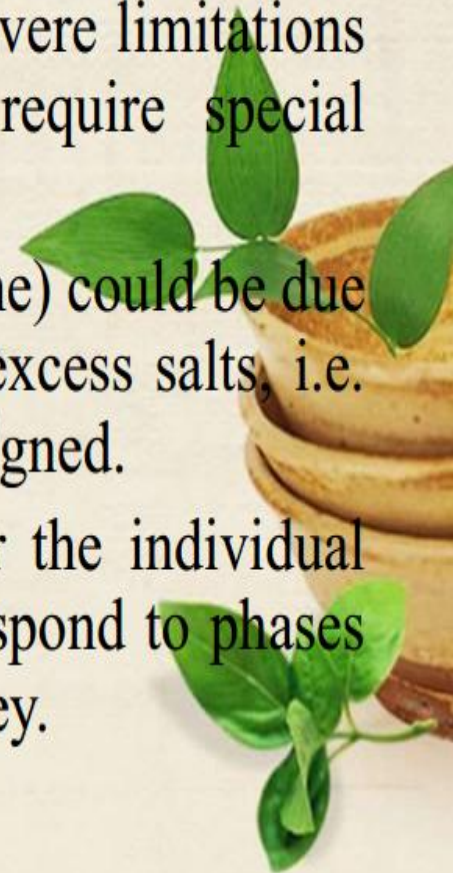 vere limitations
require special
ne) could be due
excess salts, i.e.
gned.
r the individual
spond to phases
ey.